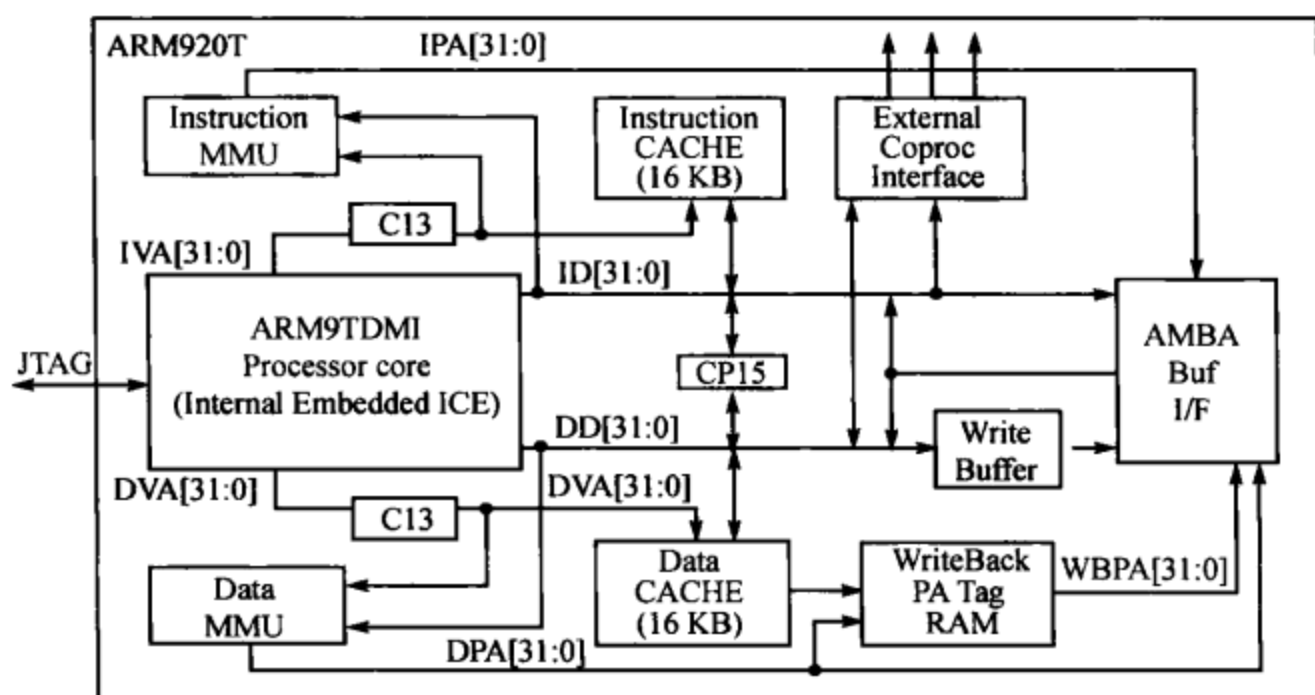 ARM920T
IPA[31:0]
Instruction
MMU
Instruction
CACHE
(16 KB)
External
Coproc
Interface
C13
IVA[31:0]
ID[31:0]
ARM9TDMI
Processor core
(Internal Embedded ICE)
JTAG
CP15
AMBA
Buf
I/F
DD[31:0]
Write
Buffer
DVA[31:0]
C13
DVA[31:0]
Data
MMU
Data
CACHE
(16 KB)
WriteBack
PA Tag
RAM
WBPA[31:0]
DPA[31:0]